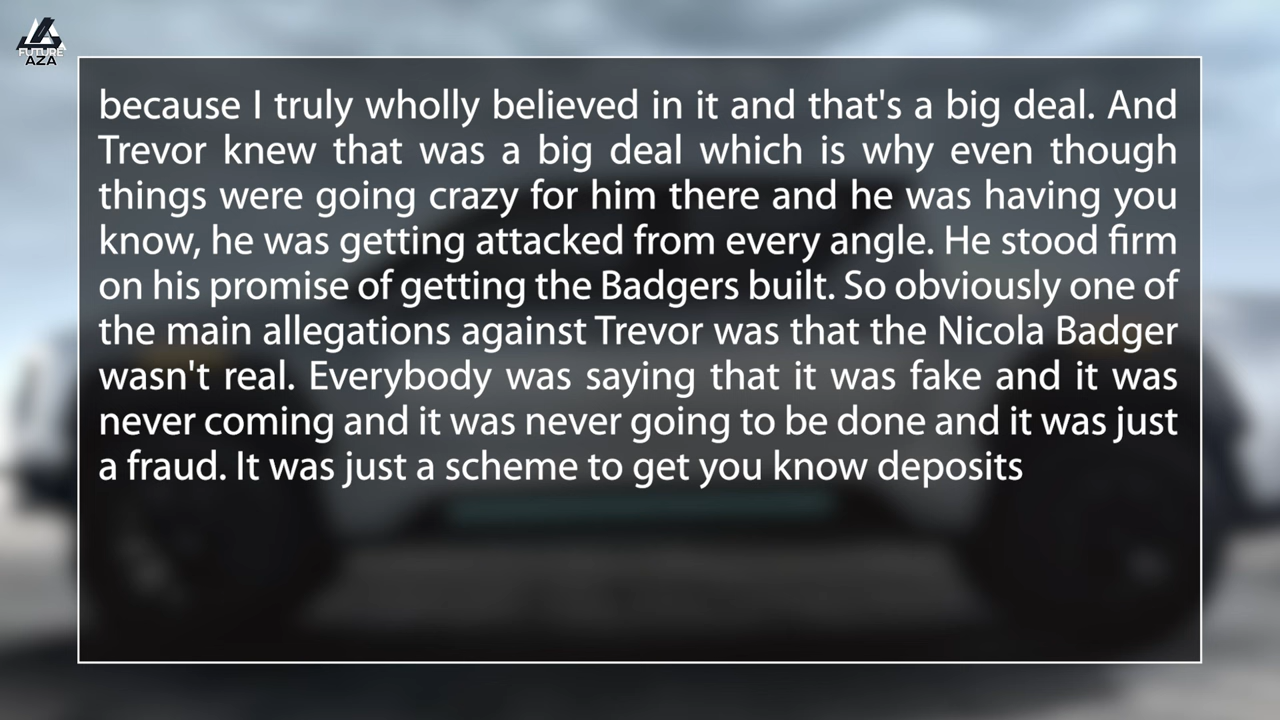 FUTURE
AZA
because I truly wholly believed in it and that's a big deal. And
Trevor knew that was a big deal which is why even though
things were going crazy for him there and he was having you
know, he was getting attacked from every angle. He stood firm
on his promise of getting the Badgers built. So obviously one of
the main allegations against Trevor was that the Nicola Badger
wasn't real. Everybody was saying that it was fake and it was
never coming and it was never going to be done and it was just
a fraud. It was just a scheme to get you know deposits